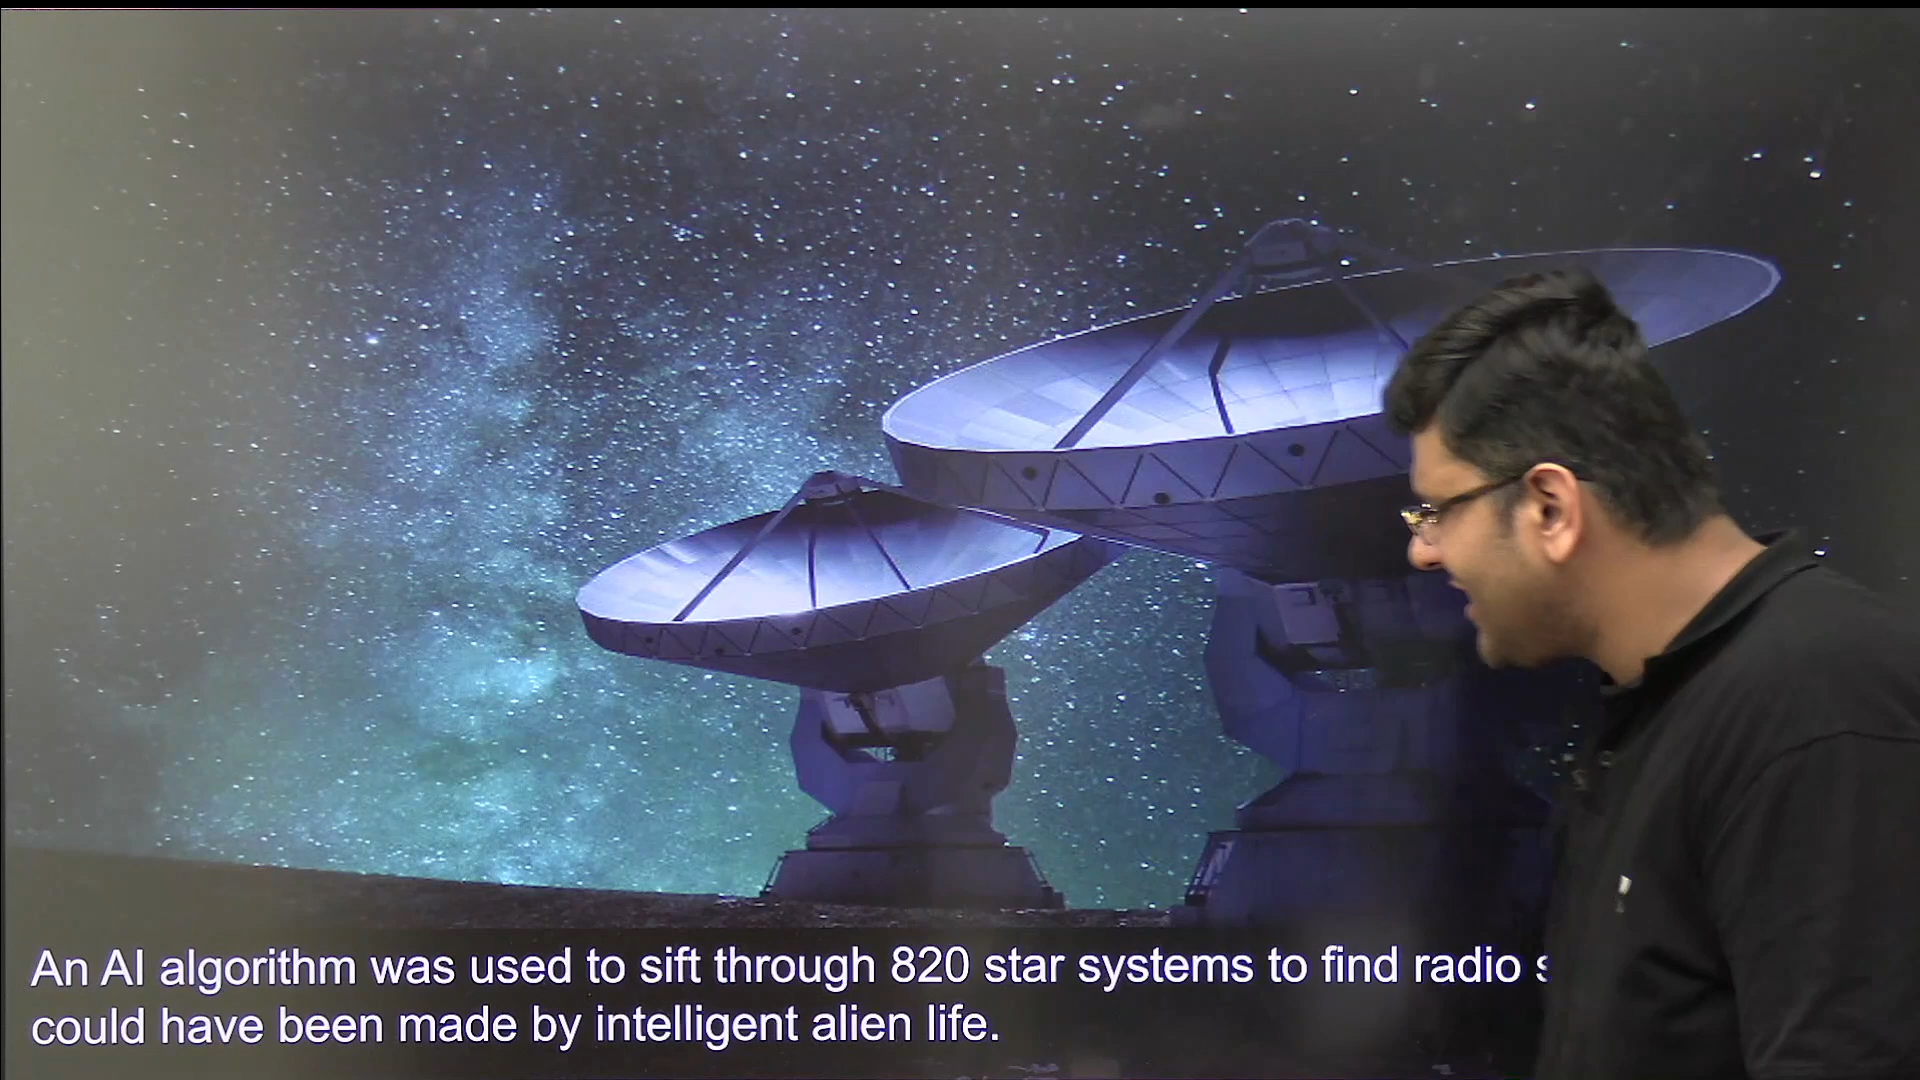 An AI algorithm was used to sift through 820 star systems to find radio
could have been made by intelligent alien life.